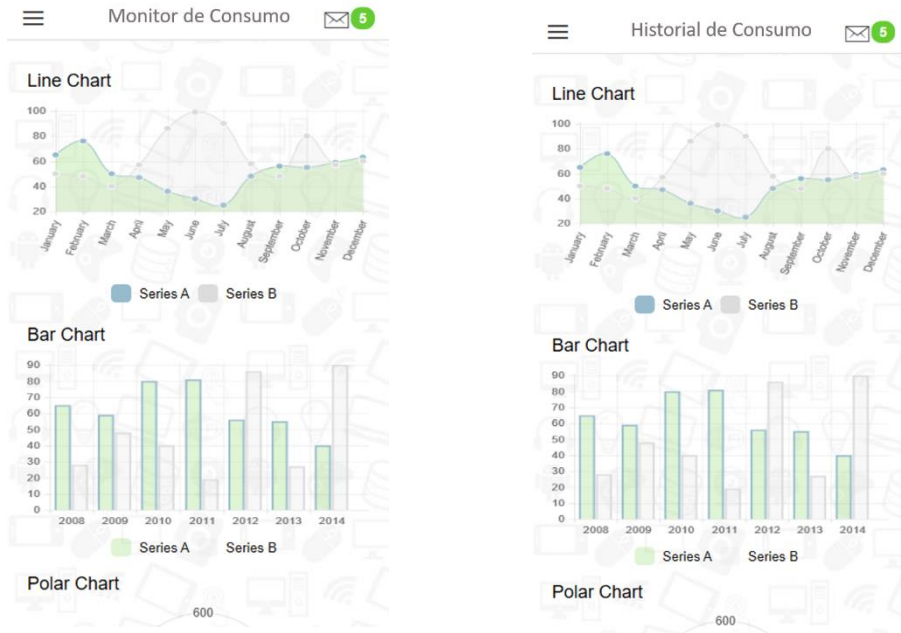 Monitor de Consumo
5
Line Chart
100
80
60
40
20
January
February
March
April
May
June
July
August
September
October
November
December
Series A
Series B
Bar Chart
90
80
70
60
50
40
30
20
10
0
2008
2009
2010
2011
2012
2013
2014
Series A
Series B
Polar Chart
600
Historial de Consumo
5
Line Chart
100
80
60
40
20
January
February
March
April
May
June
July
August
September
October
November
December
Series A
Series B
Bar Chart
90
80
70
60
50
40
30
20
10
0
2008
2009
2010
2011
2012
2013
2014
Series A
Series B
Polar Chart
600